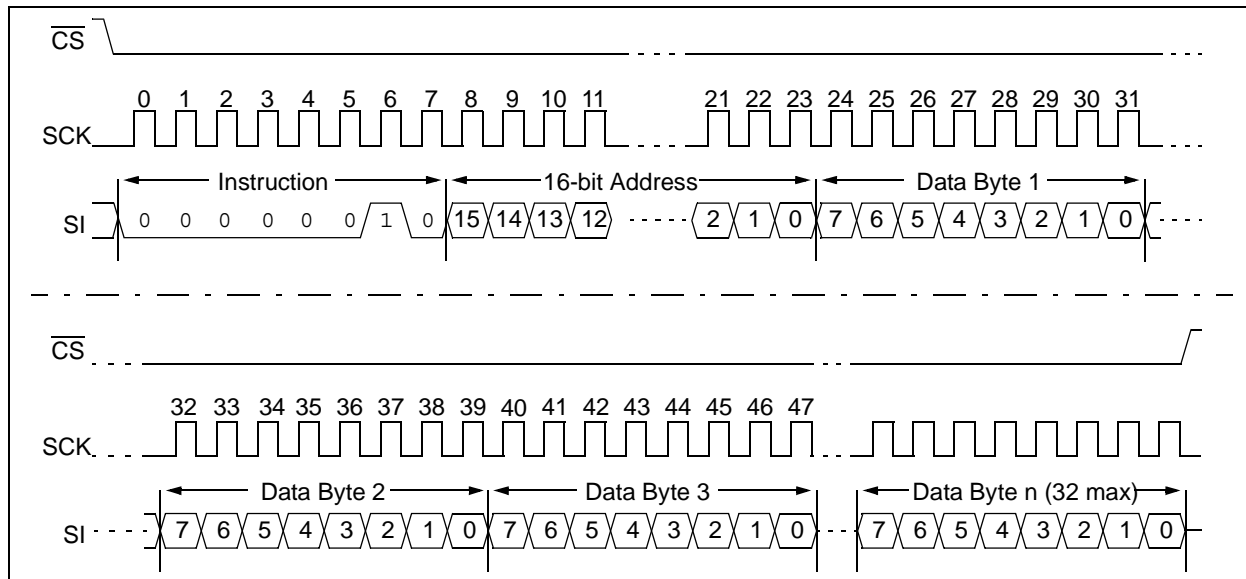 CS
0 1 2 3 4 5 6 7 8 9 10 11 21 22 23 24 25 26 27 28 29 30 31
SCK
Instruction 16-bit Address Data Byte 1
SI 0 0 0 0 0 0 1 0 15 14 13 12 2 1 0 7 6 5 4 3 2 1 0
CS
32 33 34 35 36 37 38 39 40 41 42 43 44 45 46 47
SCK
Data Byte 2 Data Byte 3 Data Byte n (32 max)
SI 7 6 5 4 3 2 1 0 7 6 5 4 3 2 1 0 7 6 5 4 3 2 1 0